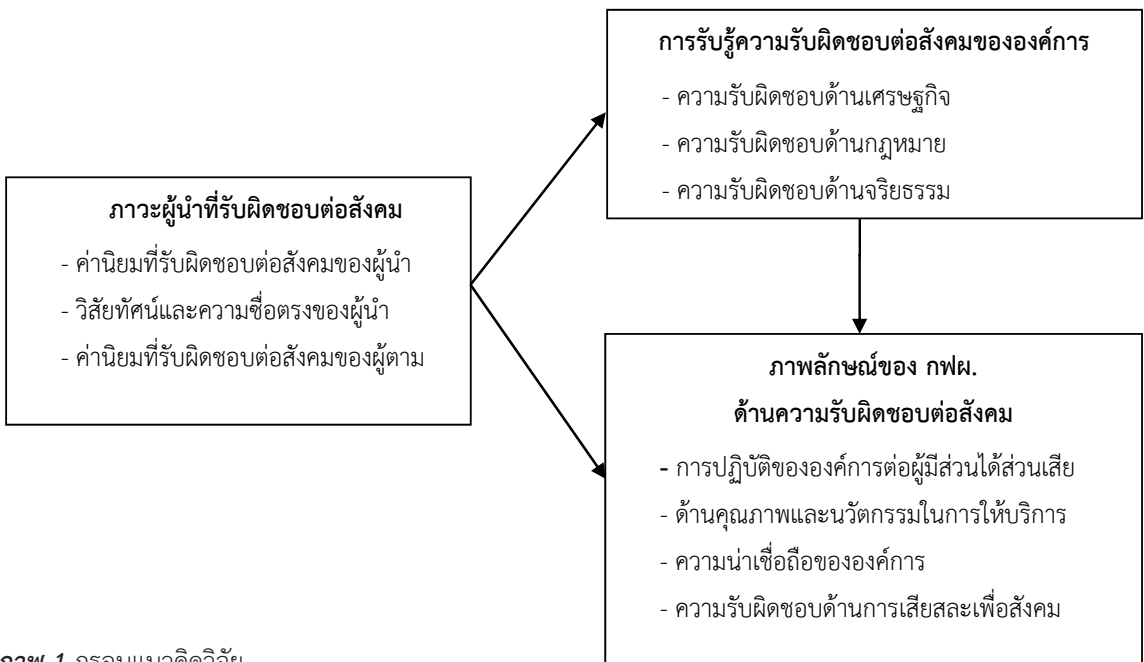 การรับรู้ความรับผิดชอบต่อสังคมขององค์การ
- ความรับผิดชอบด้านเศรษฐกิจ
- ความรับผิดชอบด้านกฎหมาย
- ความรับผิดชอบด้านจริยธรรม
ภาวะผู้นำที่รับผิดชอบต่อสังคม
- ค่านิยมที่รับผิดชอบต่อสังคมของผู้นำ
- วิสัยทัศน์และความซื่อตรงของผู้นำ
- ค่านิยมที่รับผิดชอบต่อสังคมของผู้ตาม
ภาพลักษณ์ของ กฟผ.
ด้านความรับผิดชอบต่อสังคม
- การปฏิบัติขององค์การต่อผู้มีส่วนได้ส่วนเสีย
- ด้านคุณภาพและนวัตกรรมในการให้บริการ
- ความน่าเชื่อถือขององค์การ
- ความรับผิดชอบด้านการเสียสละเพื่อสังคม
ภาพ 1 กรอบแนวคิดวิจัย